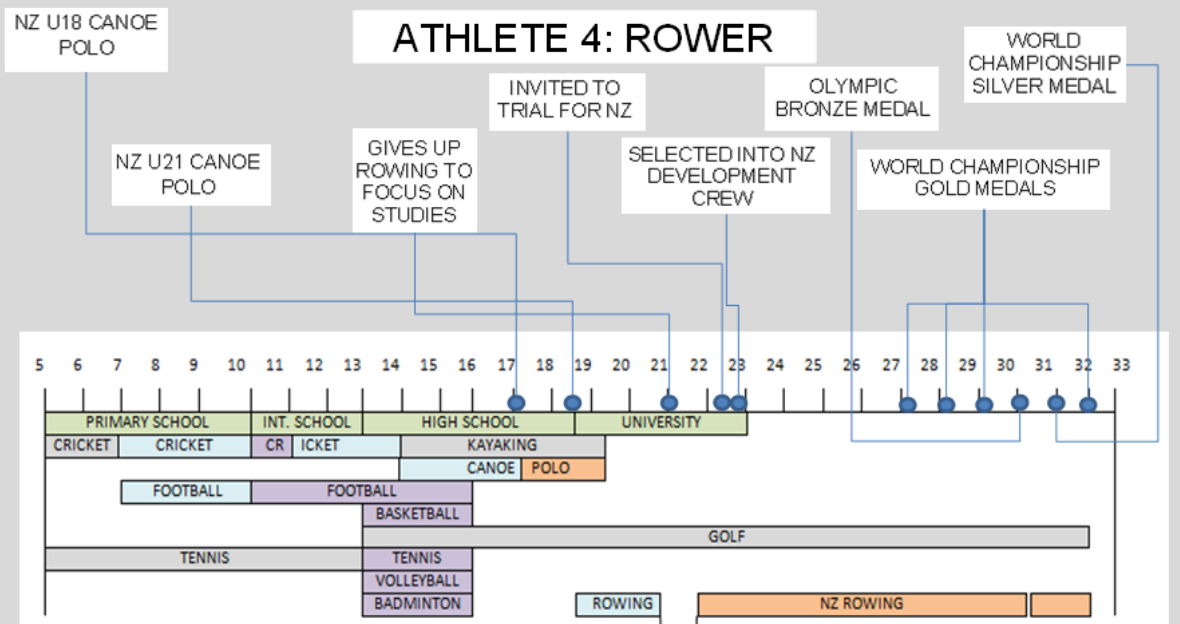 NZ U18 CANOE
POLO
ATHLETE 4: ROWER
WORLD
CHAMPIONSHIP
SILVER MEDAL
INVITED TO
TRIAL FOR NZ
OLYMPIC
BRONZE MEDAL
GIVES UP
ROWING TO
FOCUS ON
STUDIES
NZ U21 CANOE
POLO
SELECTED INTO NZ
DEVELOPMENT
CREW
WORLD CHAMPIONSHIP
GOLD MEDALS
5 6 7 8 9 10 11 12 13 14 15 16 17 18 19 20 21 22 23 24 25 26 27 28 29 30 31 32 33
PRIMARY SCHOOL INT. SCHOOL HIGH SCHOOL UNIVERSITY
CRICKET CRICKET CR ICKET KAYAKING
CANOE POLO
FOOTBALL FOOTBALL
BASKETBALL
GOLF
TENNIS TENNIS
VOLLEYBALL
BADMINTON ROWING NZ ROWING